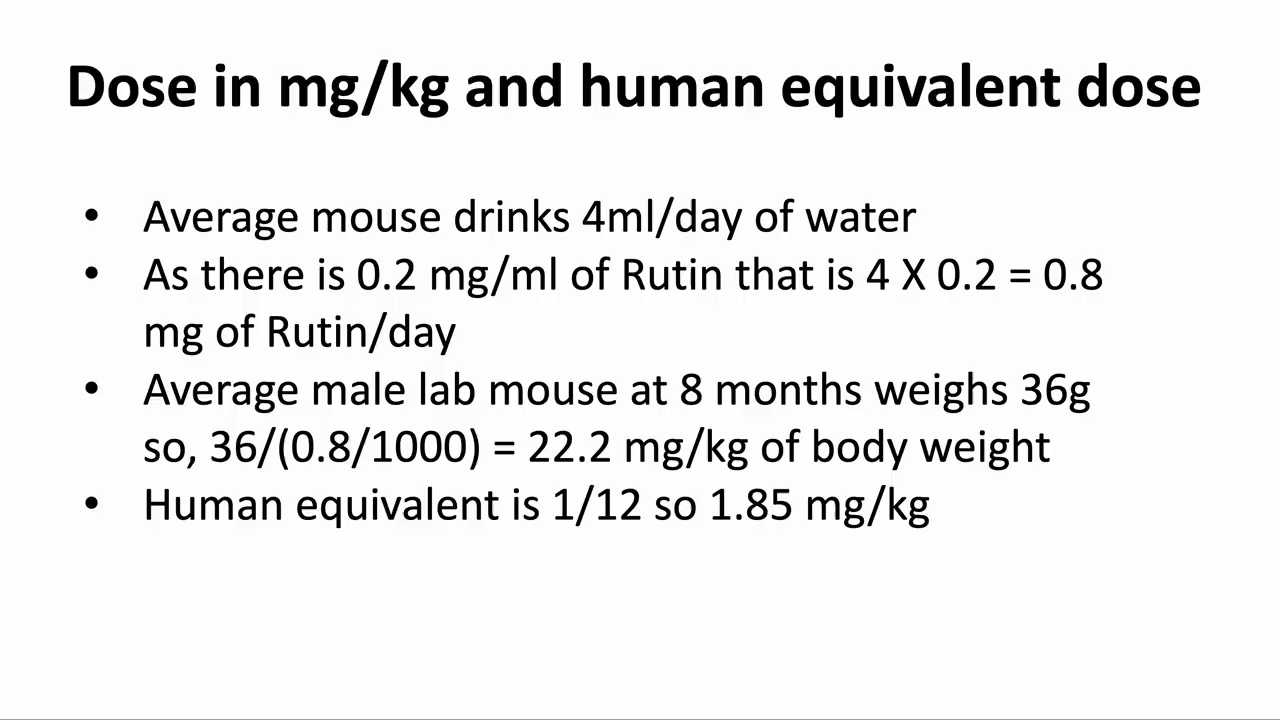 Dose in mg/kg and human equivalent dose
• Average mouse drinks 4ml/day of water
• As there is 0.2 mg/ml of Rutin that is 4 X 0.2 = 0.8
mg of Rutin/day
• Average male lab mouse at 8 months weighs 36g
so, 36/(0.8/1000) = 22.2 mg/kg of body weight
• Human equivalent is 1/12 so 1.85 mg/kg